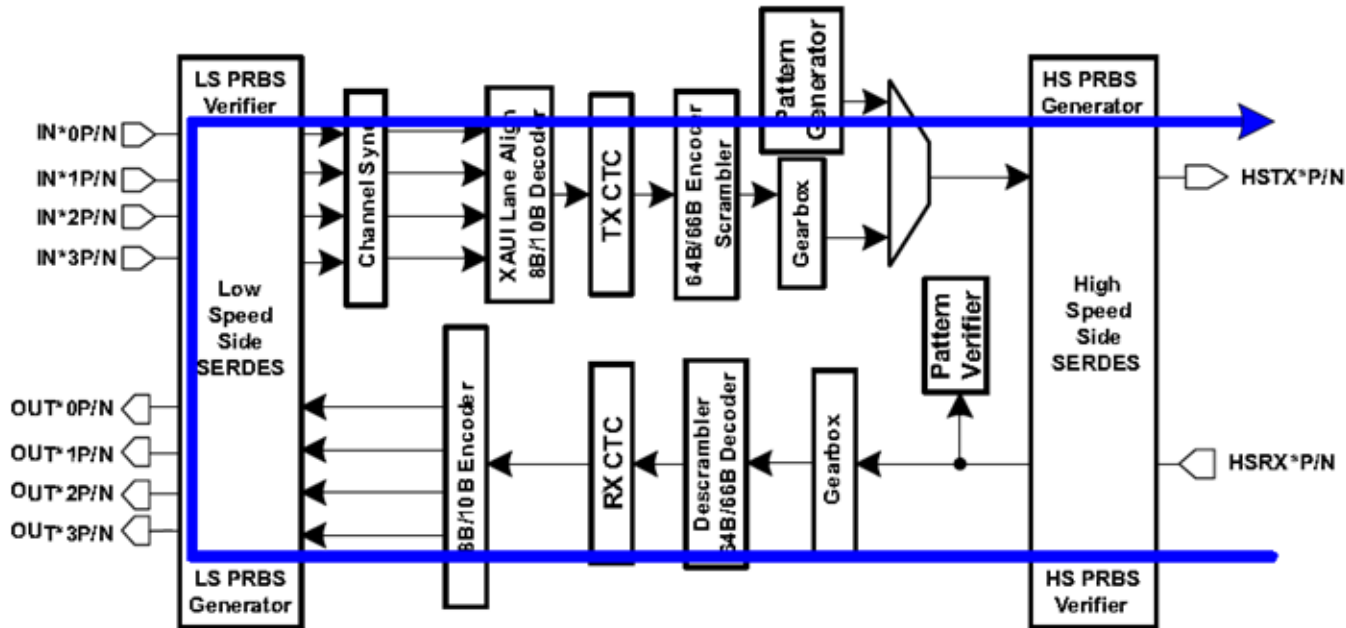 LS PRBS
Verifier
IN*0P/N
IN*1P/N
IN*2P/N
IN*3P/N
Low
Speed
Side
SERDES
OUT*0P/N
OUT*1P/N
OUT*2P/N
OUT*3P/N
LS PRBS
Generator
Channel Sync
XAUI Lane Align
8B/10B Decoder
TX CTC
64B/66B Encoder
Scrambler
Pattern
Generator
Gearbox
HS PRBS
Generator
HSTX*P/N
High
Speed
Side
SERDES
HSRX*P/N
HS PRBS
Verifier
Pattern
Verifier
Gearbox
Descrambler
64B/66B Decoder
RX CTC
8B/10B Encoder